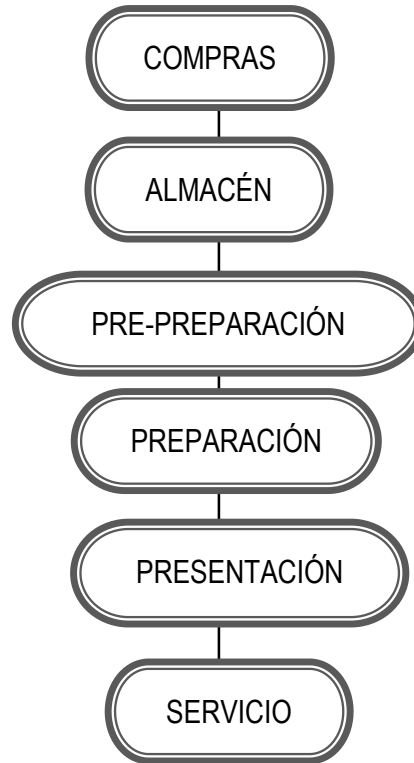 COMPRAS
ALMACÉN
PRE-PREPARACIÓN
PREPARACIÓN
PRESENTACIÓN
SERVICIO